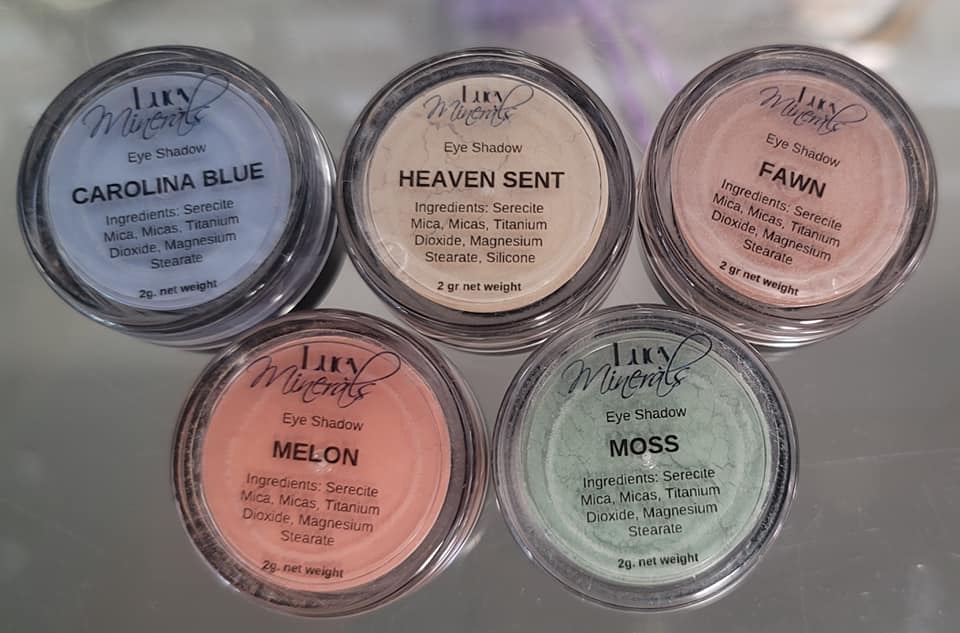 Lucy
Minerals
Eye Shadow
CAROLINA BLUE
Ingredients: Serecite
Mica, Micas, Titanium
Dioxide, Magnesium
Stearate
2g. net weight
Lucy
Minerals
Eye Shadow
HEAVEN SENT
Ingredients: Serecite
Mica, Micas, Titanium
Dioxide, Magnesium
Stearate, Silicone
2 gr net weight
Lucy
Minerals
Eye Shadow
FAWN
Ingredients: Serecite
Mica, Micas, Titanium
Dioxide, Magnesium
Stearate
2 gr net weight
Lucy
Minerals
Eye Shadow
MELON
Ingredients: Serecite
Mica, Micas, Titanium
Dioxide, Magnesium
Stearate
2g. net weight
Lucy
Minerals
Eye Shadow
MOSS
Ingredients: Serecite
Mica, Micas, Titanium
Dioxide, Magnesium
Stearate
2g. net weight